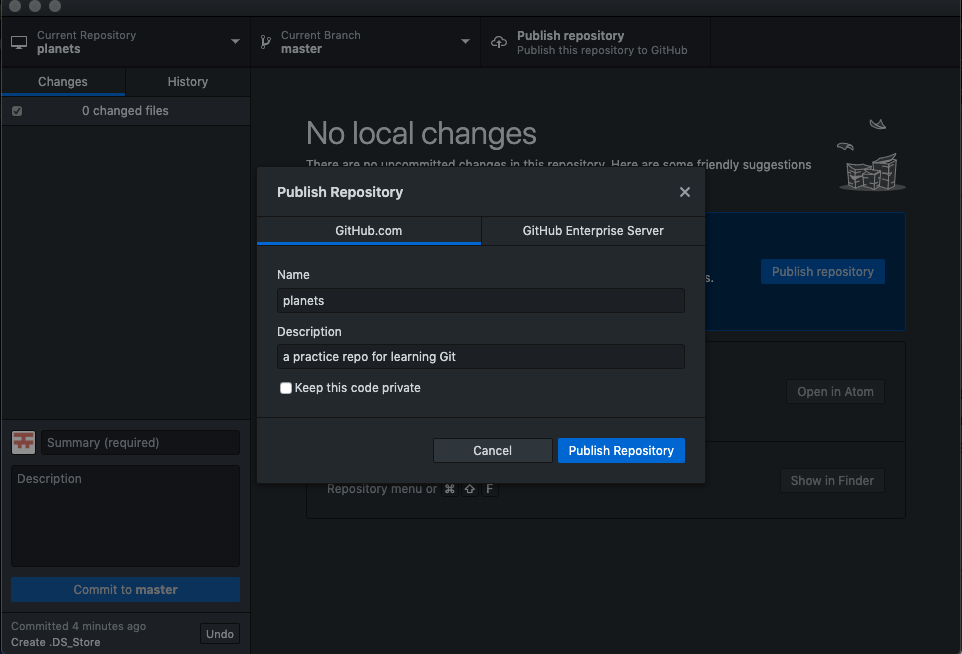 Current Repository
planets
Current Branch
master
Publish repository
Publish this repository to GitHub
Changes
History
0 changed files
No local changes
There are no uncommitted changes in this repository. Here are some friendly suggestions
Publish Repository
GitHub.com
GitHub Enterprise Server
Name
planets
s.
Publish repository
Description
a practice repo for learning Git
Keep this code private
Open in Atom
Cancel
Publish Repository
Summary (required)
Description
Repository menu or ⌘ ⇧ F
Show in Finder
Commit to master
Committed 4 minutes ago
Create .DS_Store
Undo